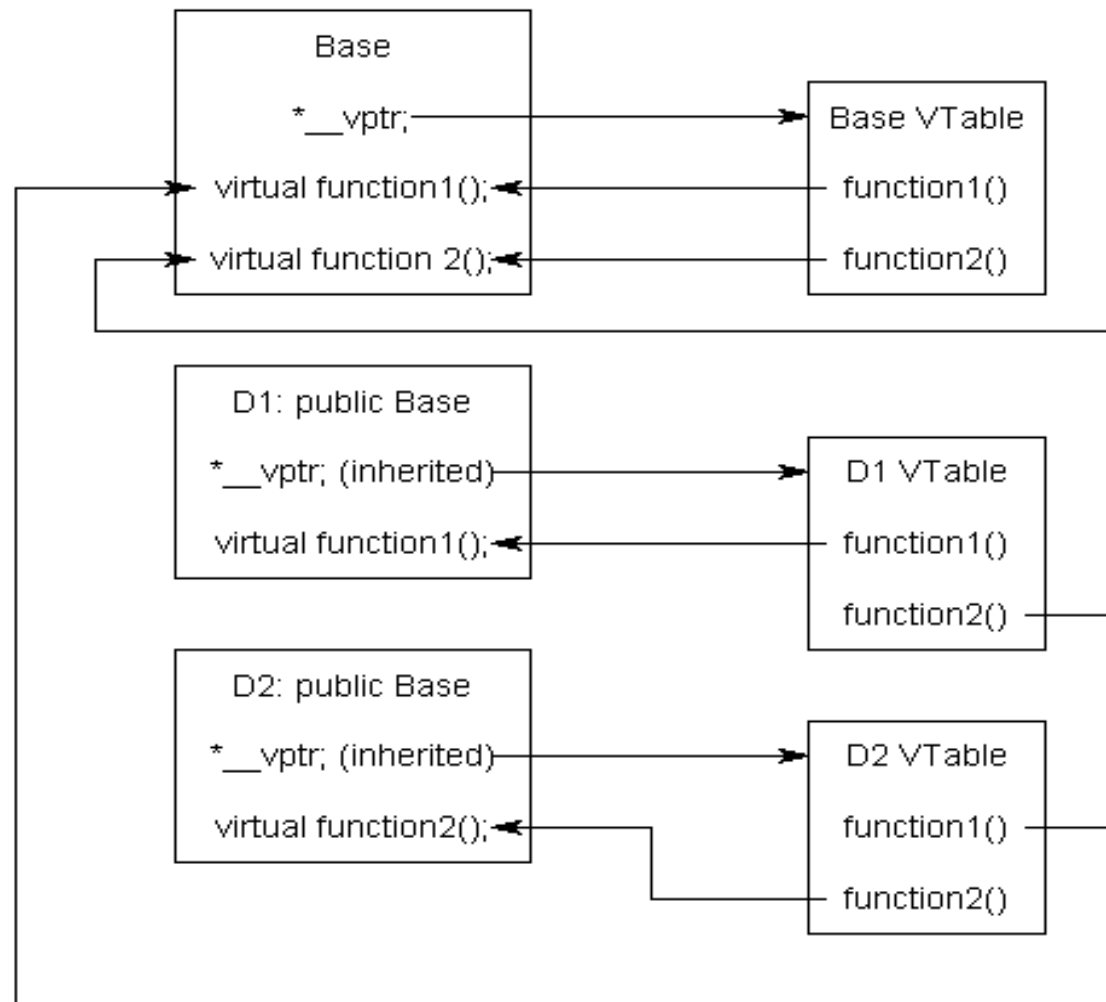 Base
*__vptr;
virtual function1();
virtual function 2();
Base VTable
function1()
function2()
D1: public Base
*__vptr; (inherited)
virtual function1();
D1 VTable
function1()
function2()
D2: public Base
*__vptr; (inherited)
virtual function2();
D2 VTable
function1()
function2()